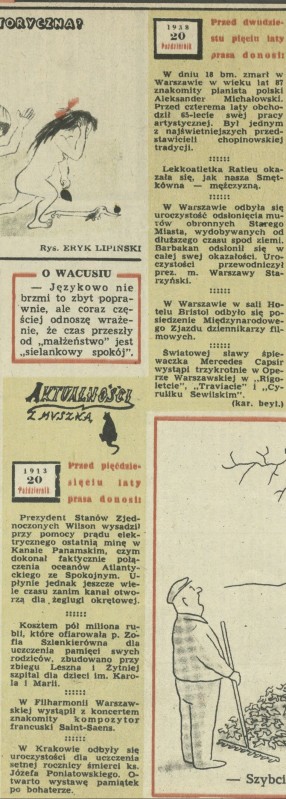 TORYCZNA?
Rys. ERYK LIPIŃSKI
O WACUSIU
— Językowo nie
brzmi to zbyt popra-
wnie, ale coraz czę-
ściej odnoszę wraże-
nie, że czas przeszły
od „małżeństwo" jest
„sielankowy spokój".
AKTUALNOŚCI
Z MYSZKĄ
1913
20
Październik
Przed pięćdzie-
sięciu laty
prasa donosi:
Prezydent Stanów Zjed-
noczonych Wilson wysadził
przy pomocy prądu elek-
trycznego ostatnią minę w
Kanale Panamskim, czym
dokonał faktycznie połą-
czenia oceanów Atlanty-
ckiego ze Spokojnym. U-
płynie jednak jeszcze wie-
le czasu zanim kanał otwo-
rzą dla żeglugi okrętowej.
::::::
Kosztem pół miliona ru-
bli, które ofiarowała p. Zo-
fia Szlenkierówna dla
uczczenia pamięci swych
rodziców, zbudowano przy
zbiegu Leszna i Żytniej
szpital dla dzieci im. Karo-
la i Marii.
::::::
W Filharmonii Warszaw-
skiej wystąpił z koncertem
znakomity kompozytor
francuski Saint-Saens.
::::::
W Krakowie odbyły się
uroczystości dla uczczenia
setnej rocznicy śmierci ks.
Józefa Poniatowskiego. O-
twarto wystawę pamiątek
po bohaterze.
1938
20
Październik
Przed dwudzie-
stu pięciu laty
prasa donosi:
W dniu 18 bm. zmarł w
Warszawie w wieku lat 87
znakomity pianista polski
Aleksander Michałowski.
Przed czterema laty obcho-
dził 65-lecie swej pracy
artystycznej. Był jednym
z najświetniejszych przed-
stawicieli chopinowskiej
tradycji.
::::::
Lekkoatletka Ratieu oka-
zała się, jak nasza Smęt-
kówna — mężczyzną.
::::::
W Warszawie odbyła się
uroczystość odsłonięcia mu-
rów obronnych Starego
Miasta, wydobywanych od
dłuższego czasu spod ziemi.
Barbakan odsłonił się w
całej swej okazałości. Uro-
czystości przewodniczył
prez. m. Warszawy Sta-
rzyński.
::::::
W Warszawie w sali Ho-
telu Bristol odbyło się po-
siedzenie Międzynarodowe-
go Zjazdu dziennikarzy fil-
mowych.
::::::
Światowej sławy śpie-
waczka Mercedes Capsir
wystąpi trzykrotnie w Ope-
rze Warszawskiej w „Rigo-
letcie", „Traviacie" i „Cy-
ruliku Sewilskim".
(kar. beyl.)
— Szybci